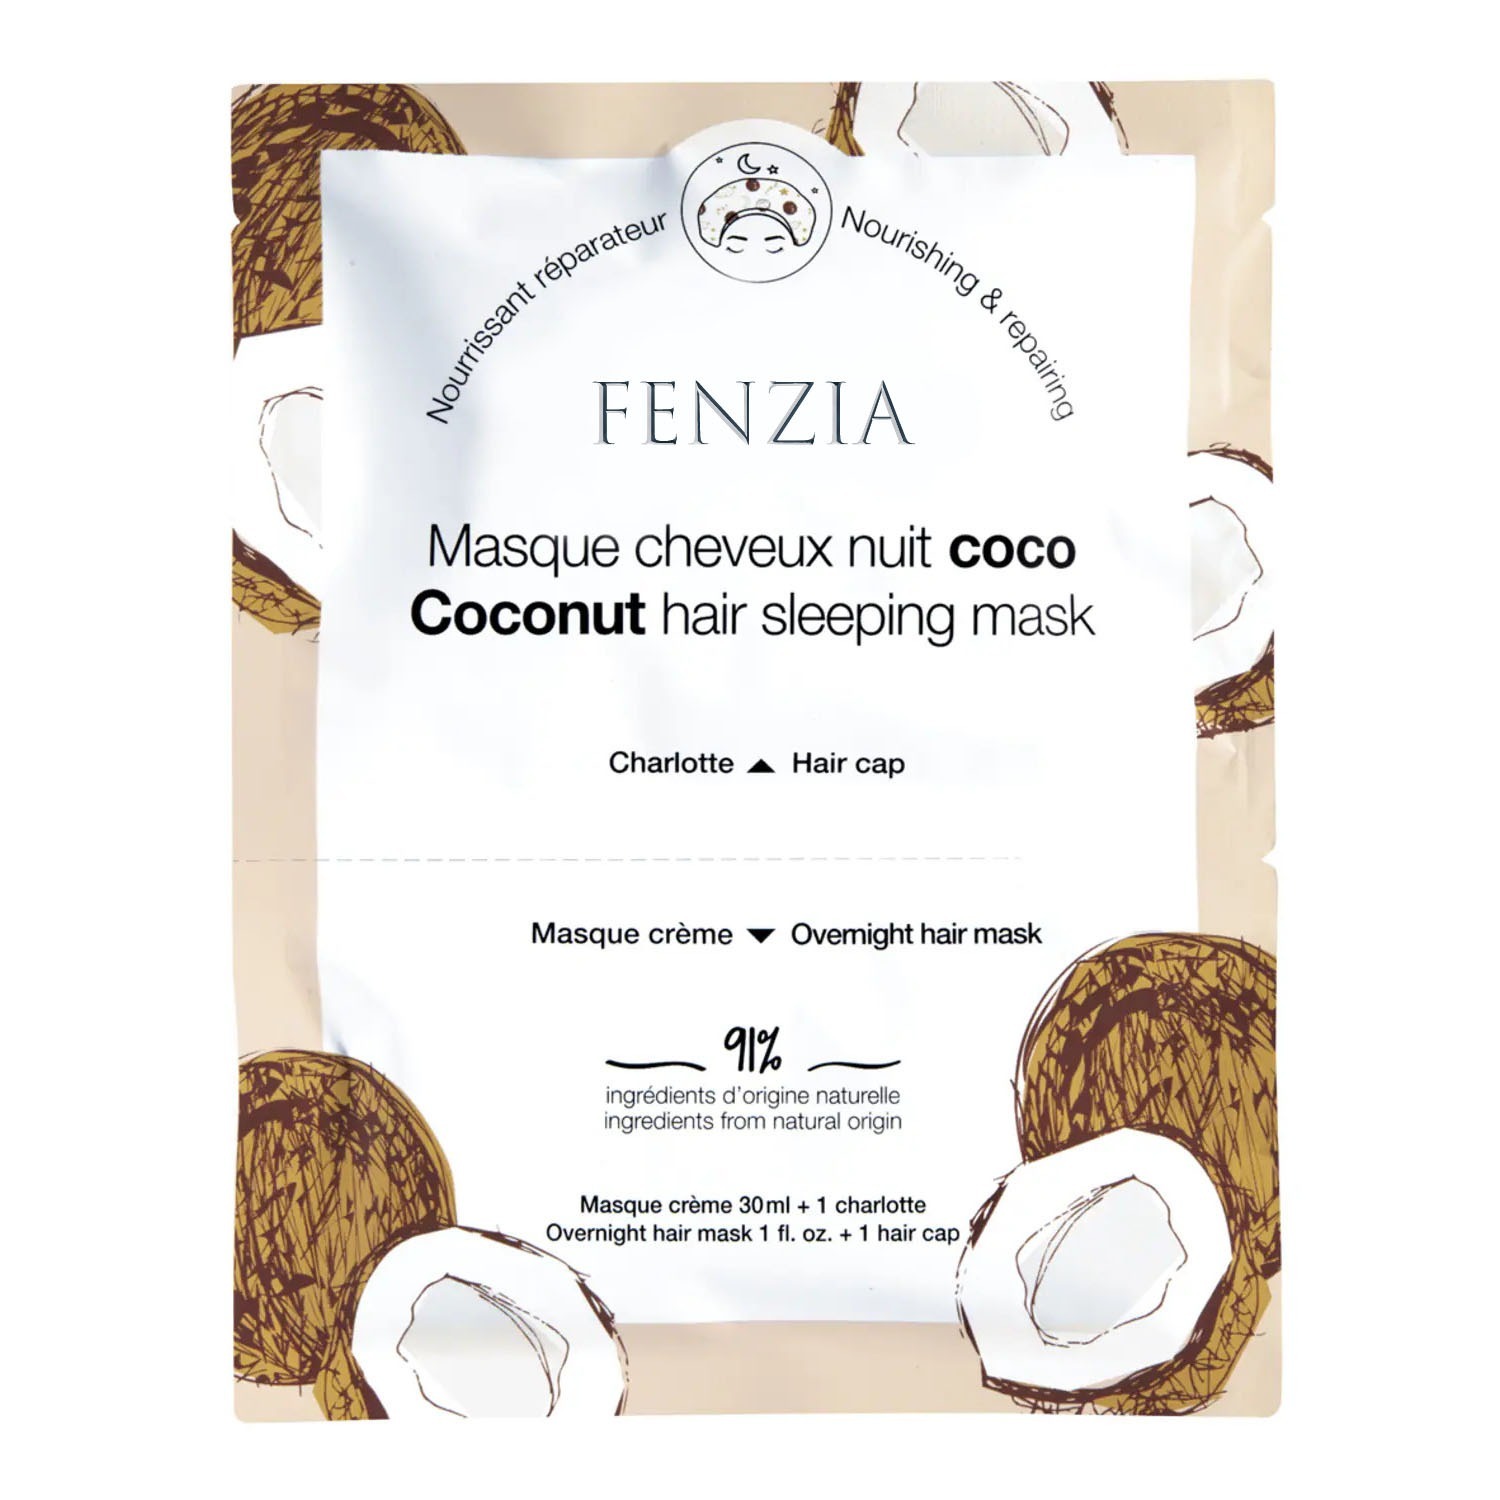 Nourrissant réparateur
Nourishing & repairing
FENZIA
Masque cheveux nuit coco
Coconut hair sleeping mask
Charlotte ▲ Hair cap
Masque crème ▼ Overnight hair mask
91%
ingrédients d'origine naturelle
ingredients from natural origin
Masque crème 30ml + 1 charlotte
Overnight hair mask 1 fl. oz. + 1 hair cap